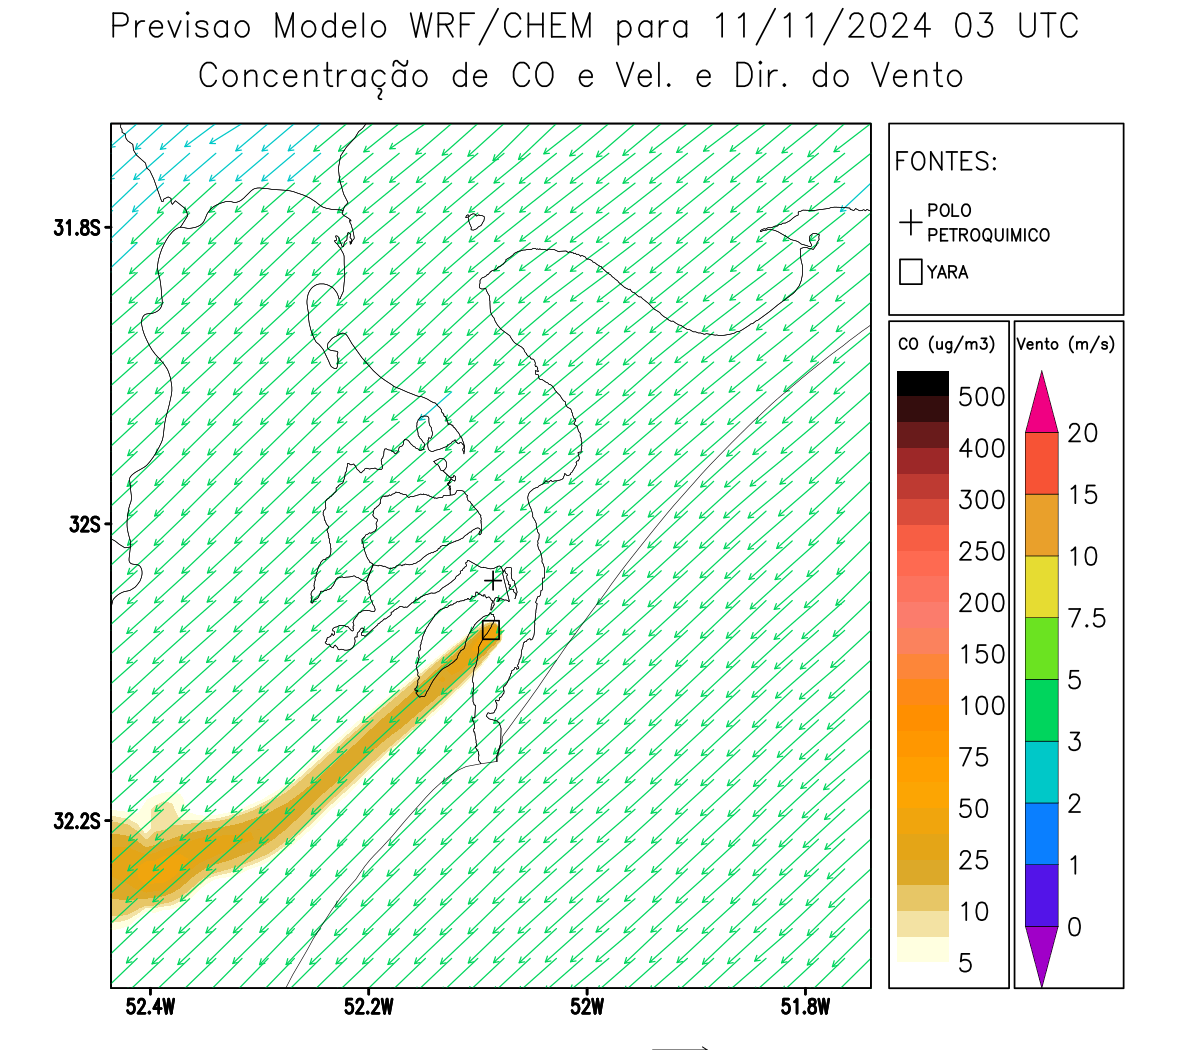 Previsao Modelo WRF/CHEM para 11/11/2024 03 UTC
Concentração de CO e Vel. e Dir. do Vento
FONTES:
POLO
PETROQUIMICO
YARA
CO (ug/m3)
500
400
300
250
200
150
100
75
50
25
10
5
Vento (m/s)
20
15
10
7.5
5
3
2
1
0
31.8S
32S
32.2S
52.4W
52.2W
52W
51.8W